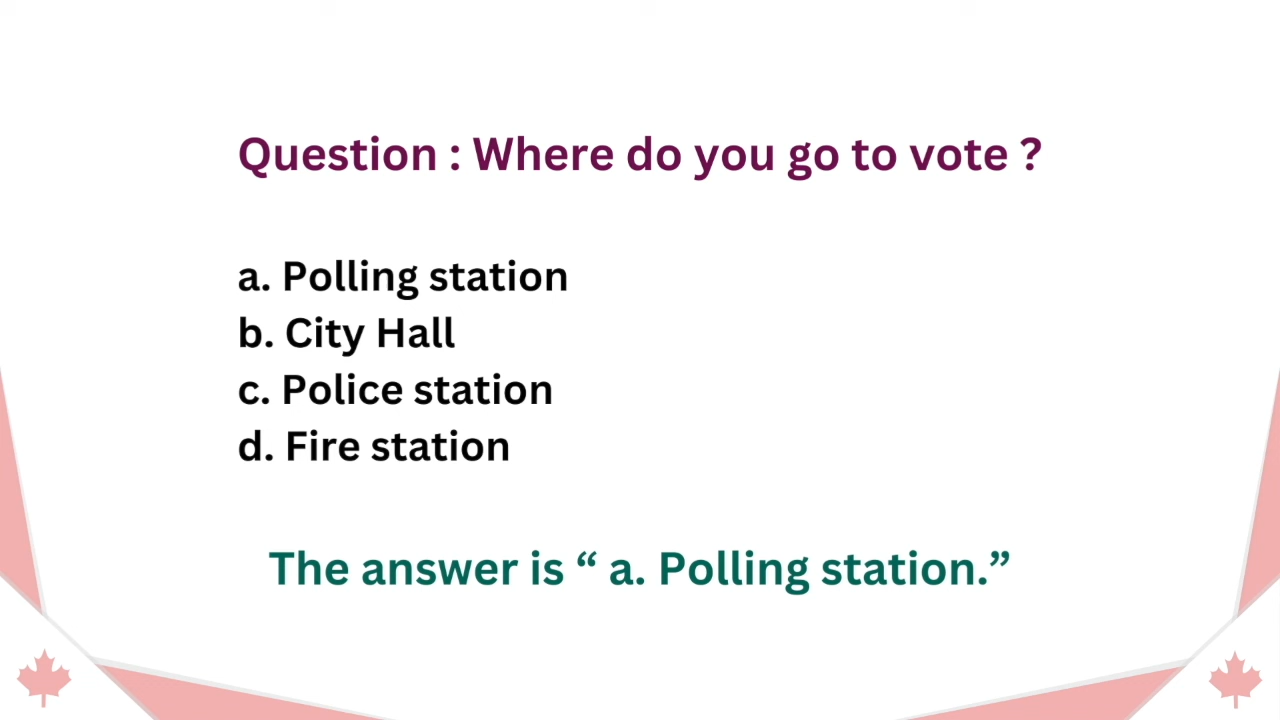 Question : Where do you go to vote ?
a. Polling station
b. City Hall
c. Police station
d. Fire station
The answer is “ a. Polling station.”